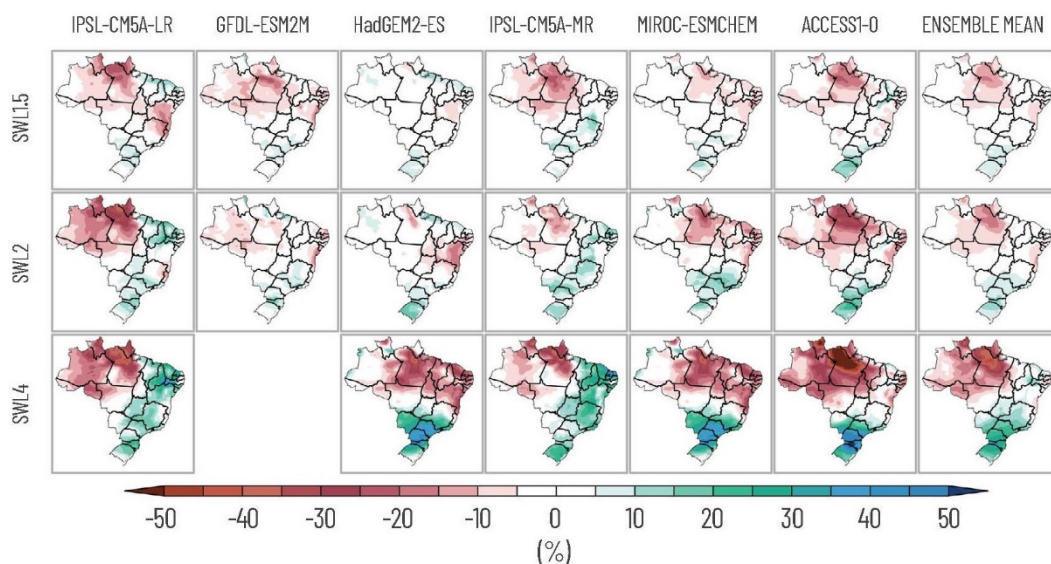 IPSL-CM5A-LR GFDL-ESM2M HadGEM2-ES IPSL-CM5A-MR MIROC-ESMCHEM ACCESS1-0 ENSEMBLE MEAN
SWL1.5
SWL2
SWL4
-50 -40 -30 -20 -10 0 10 20 30 40 50
(%)